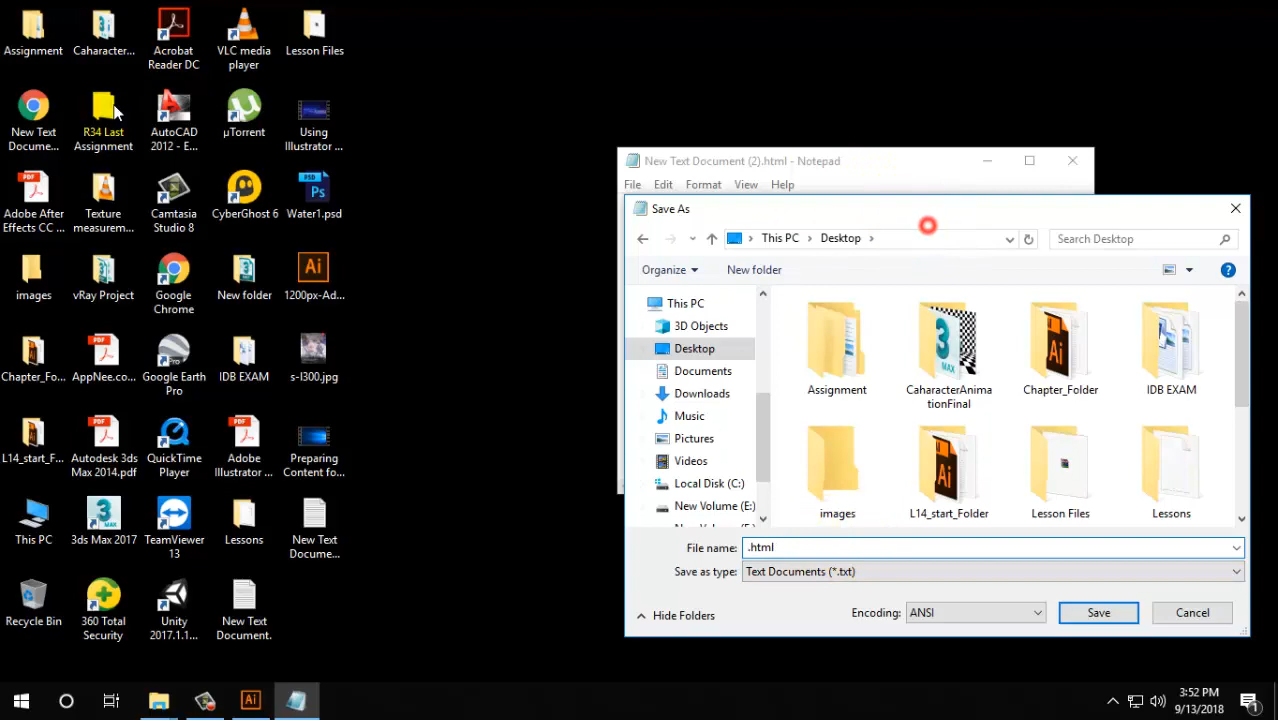 Assignment
Caharacter...
Acrobat
Reader DC
VLC media
player
Lesson Files
New Text
Docume...
R34 Last
Assignment
AutoCAD
2012 - E...
µTorrent
Using
Illustrator ...
Adobe After
Effects CC ...
Texture
measurem...
Camtasia
Studio 8
CyberGhost 6
Water1.psd
images
vRay Project
Google
Chrome
New folder
1200px-Ad...
Chapter_Fo...
AppNee.co...
Google Earth
Pro
IDB EXAM
s-l300.jpg
L14_start_F...
Autodesk 3ds
Max 2014.pdf
QuickTime
Player
Adobe
Illustrator ...
Preparing
Content fo...
This PC
3ds Max 2017
TeamViewer
13
Lessons
New Text
Docume...
Recycle Bin
360 Total
Security
Unity
2017.1.1...
New Text
Document.
New Text Document (2).html - Notepad
File Edit Format View Help
Save As
This PC > Desktop >
Search Desktop
Organize
New folder
This PC
3D Objects
Desktop
Documents
Downloads
Music
Pictures
Videos
Local Disk (C:)
New Volume (E:)
Assignment
CaharacterAnima
tionFinal
Chapter_Folder
IDB EXAM
images
L14_start_Folder
Lesson Files
Lessons
File name: .html
Save as type: Text Documents (*.txt)
Hide Folders
Encoding: ANSI
Save
Cancel
3:52 PM
9/13/2018